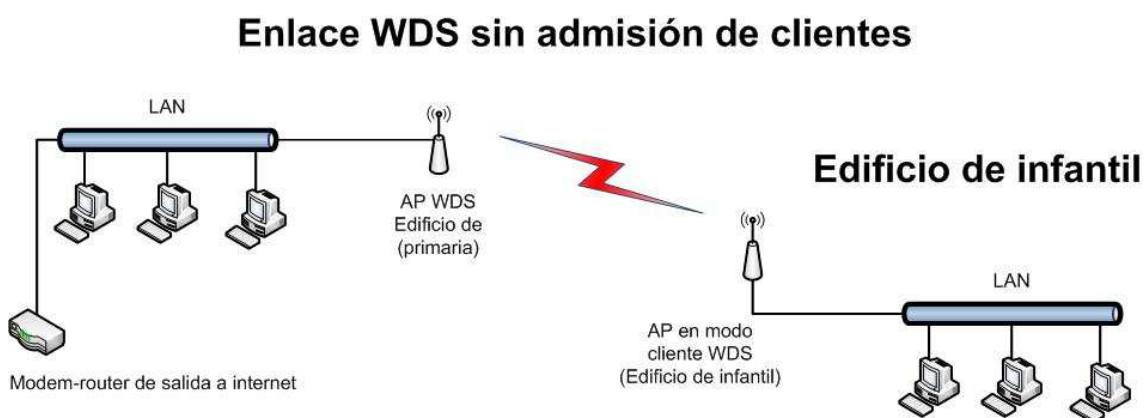 Enlace WDS sin admisión de clientes
LAN
AP WDS
Edificio de
(primaria)
Edificio de infantil
LAN
AP en modo
cliente WDS
(Edificio de infantil)
Modem-router de salida a internet